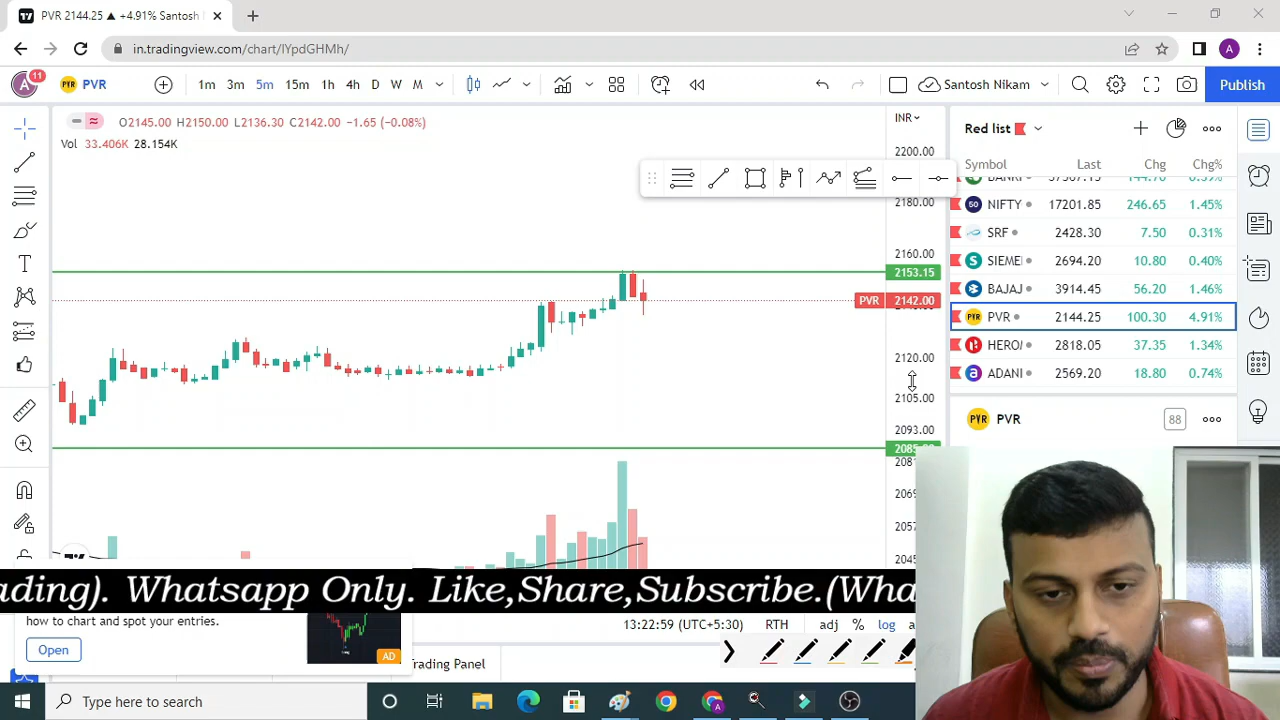 PVR 2144.25 ▲ +4.91% Santosh
in.tradingview.com/chart/IYpdGHMh/
A
A 11 PVR 1m 3m 5m 15m 1h 4h D W M Santosh Nikam Publish
O2145.00 H2150.00 L2136.30 C2142.00 −1.65 (−0.08%)
Vol 33.406K 28.154K
INR
2200.00
2180.00
2160.00
2153.15
PVR 2142.00
2120.00
2105.00
2093.00
Red list
Symbol Last Chg Chg%
NIFTY 17201.85 246.65 1.45%
SRF 2428.30 7.50 0.31%
SIEME 2694.20 10.80 0.40%
BAJAJ 3914.45 56.20 1.46%
PVR 2144.25 100.30 4.91%
HERO 2818.05 37.35 1.34%
ADANI 2569.20 18.80 0.74%
PVR 88
ading). Whatsapp Only. Like,Share,Subscribe.(Wha
how to chart and spot your entries.
Open
AD
13:22:59 (UTC+5:30) RTH adj % log a
rading Panel
Type here to search